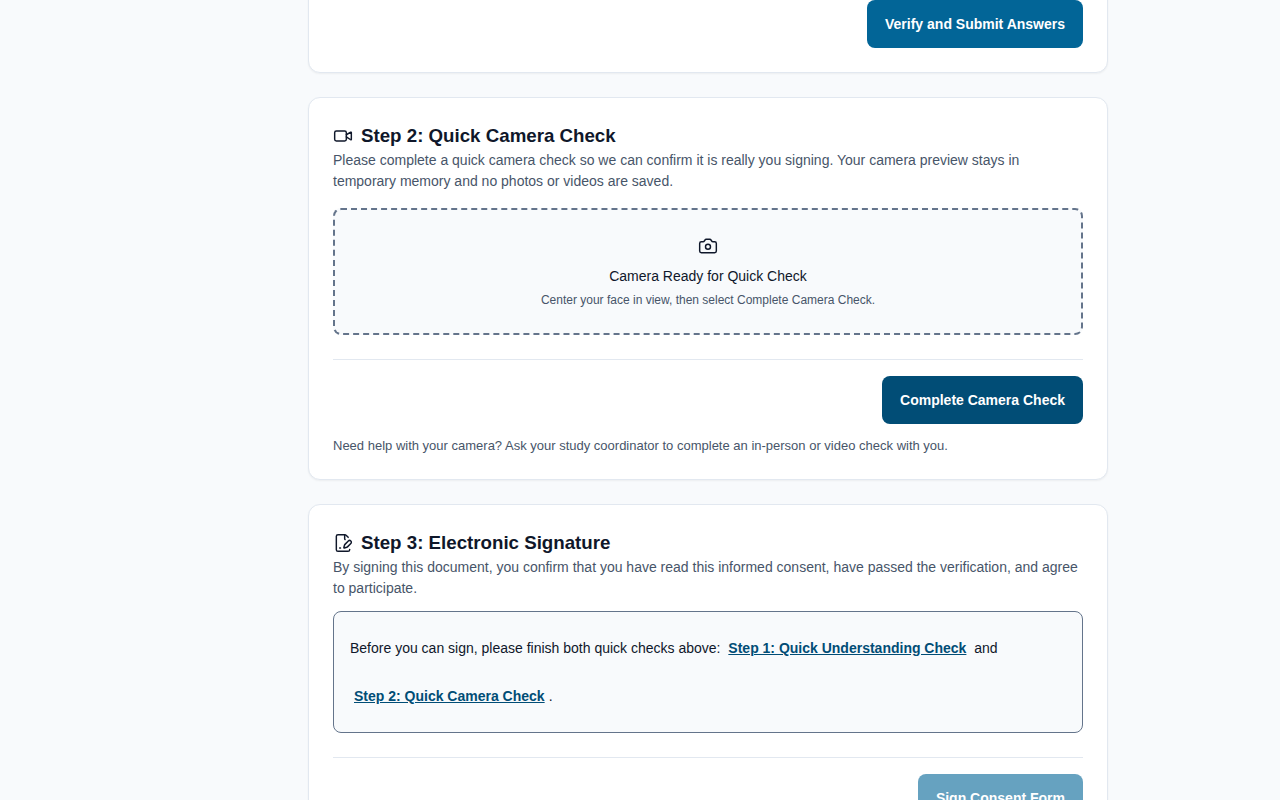 Verify and Submit Answers
Step 2: Quick Camera Check
Please complete a quick camera check so we can confirm it is really you signing. Your camera preview stays in
temporary memory and no photos or videos are saved.
Camera Ready for Quick Check
Center your face in view, then select Complete Camera Check.
Complete Camera Check
Need help with your camera? Ask your study coordinator to complete an in-person or video check with you.
Step 3: Electronic Signature
By signing this document, you confirm that you have read this informed consent, have passed the verification, and agree
to participate.
Before you can sign, please finish both quick checks above: Step 1: Quick Understanding Check and
Step 2: Quick Camera Check .
Sign Consent Form